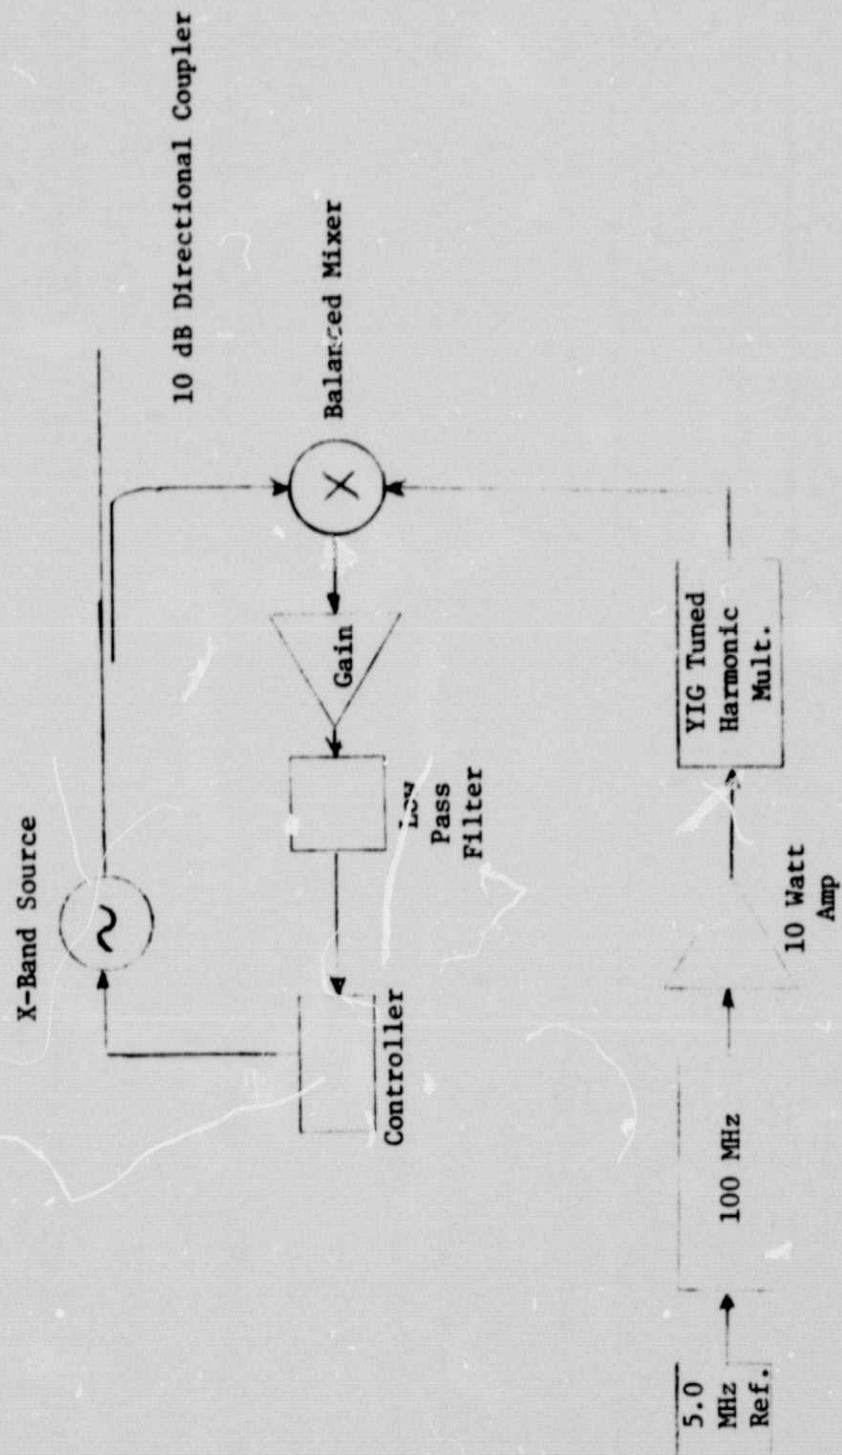 X-Band Source
10 dB Directional Coupler
Balanced Mixer
Gain
Low
Pass
Filter
Controller
5.0
MHz
Ref.
100 MHz
10 Watt
Amp
YIG Tuned
Harmonic
Mult.